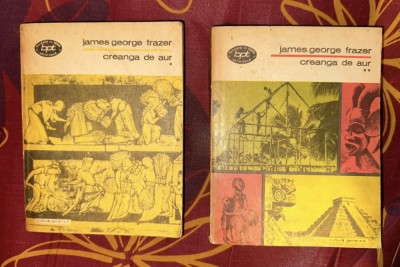 bpt
james george frazer
creanga de aur
*
bpt
james george frazer
creanga de aur
**